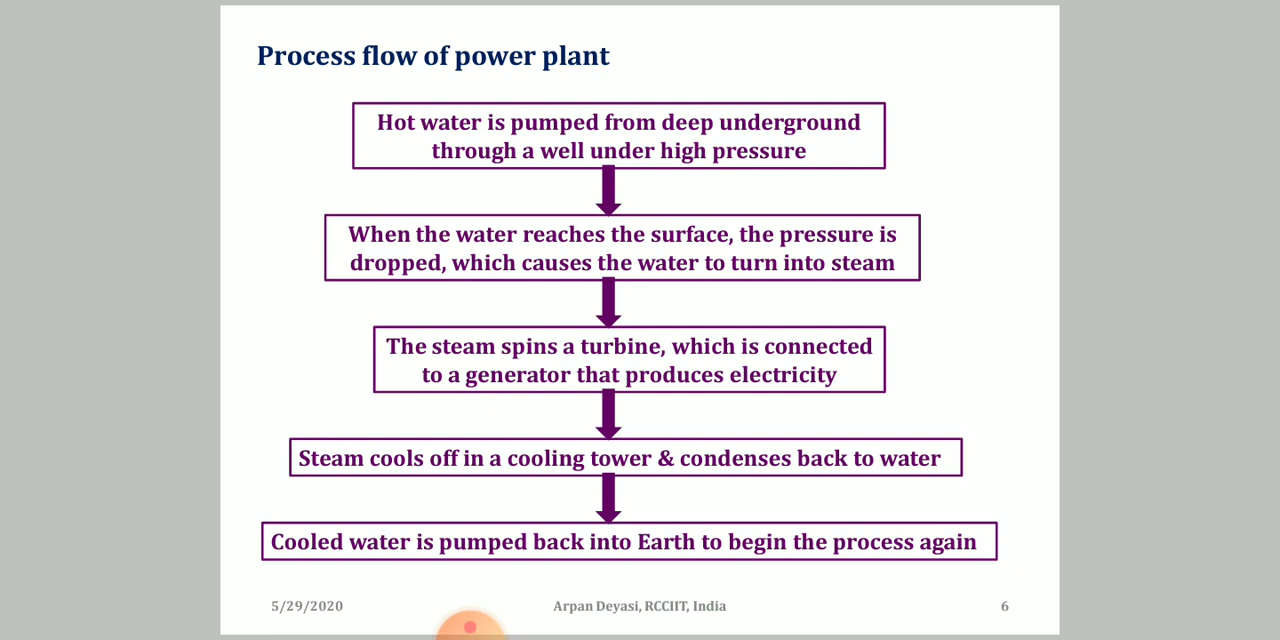 Process flow of power plant
Hot water is pumped from deep underground
through a well under high pressure
When the water reaches the surface, the pressure is
dropped, which causes the water to turn into steam
The steam spins a turbine, which is connected
to a generator that produces electricity
Steam cools off in a cooling tower & condenses back to water
Cooled water is pumped back into Earth to begin the process again
5/29/2020
Arpan Deyasi, RCCIIT, India
6